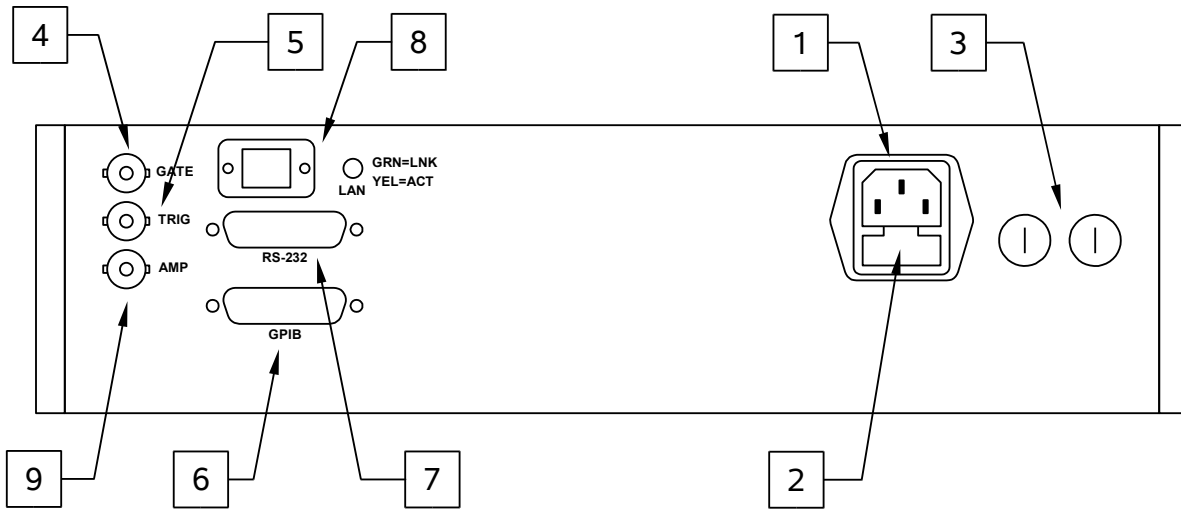 4
5
8
1
3
GATE
GRN=LNK
LAN
YEL=ACT
TRIG
RS-232
AMP
GPIB
9
6
7
2